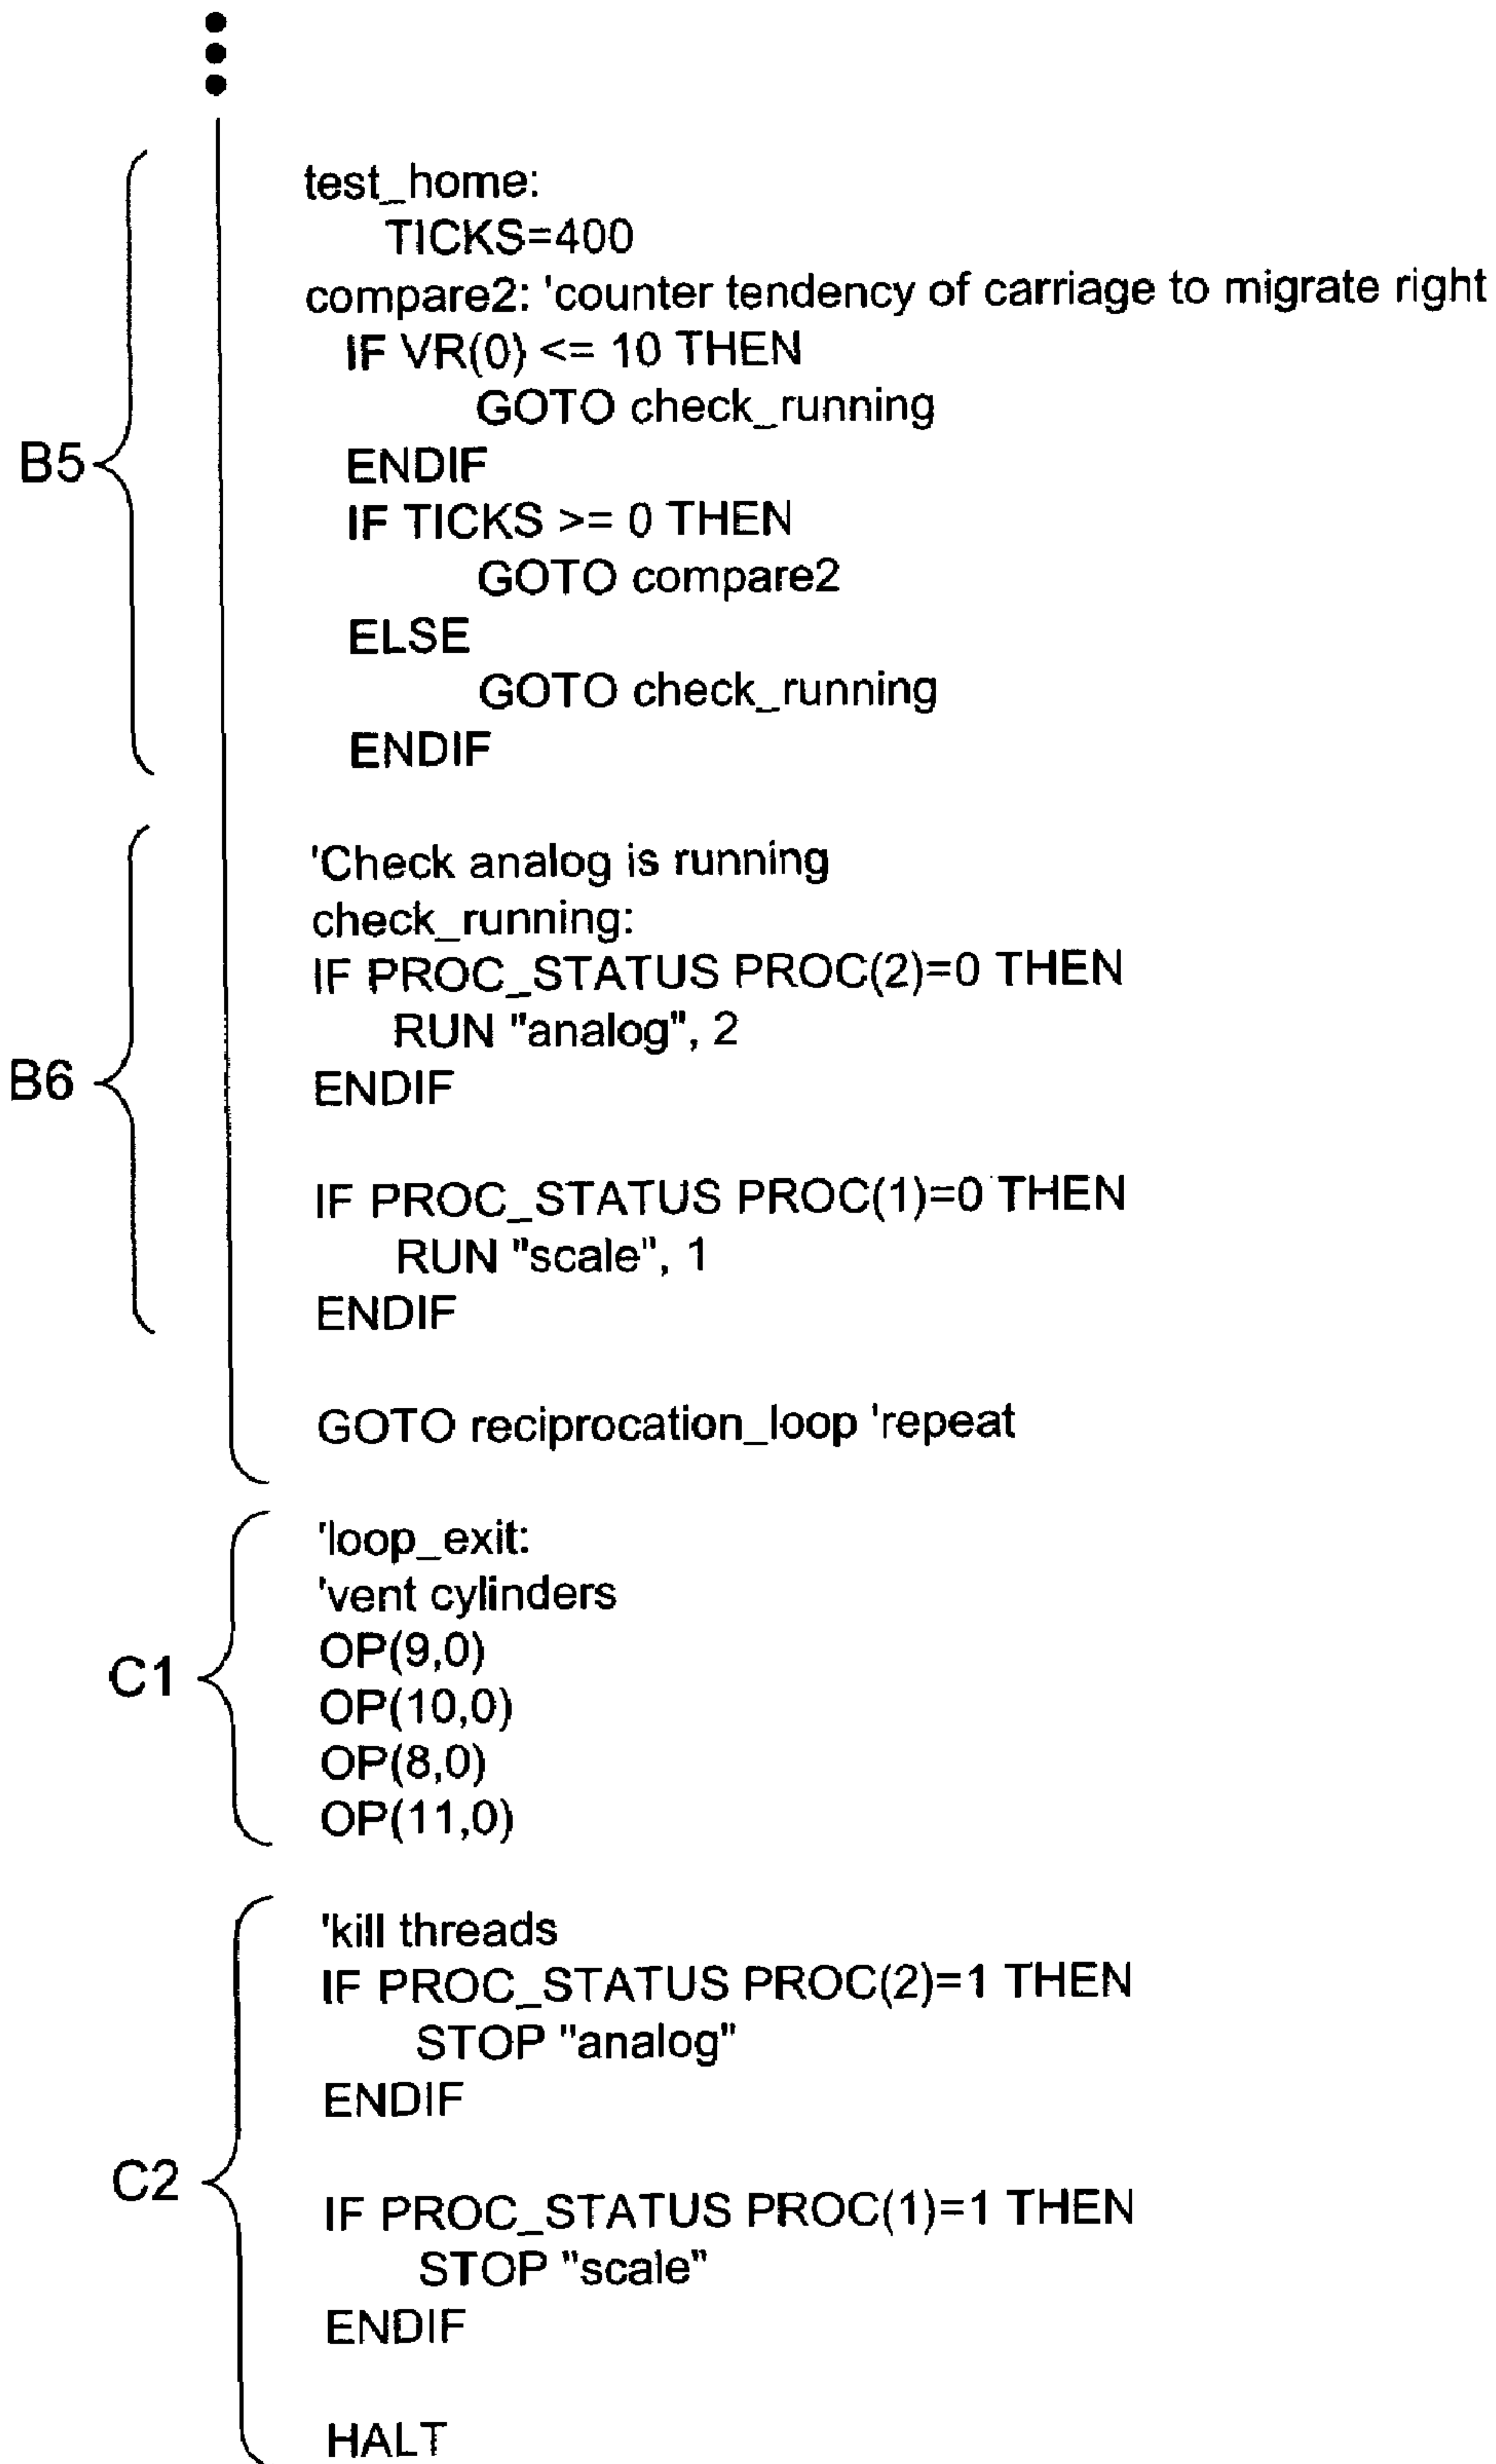 test_home:
TICKS=400
compare2: 'counter tendency of carriage to migrate right
IF VR(0) <= 10 THEN
GOTO check_running
ENDIF
B5
IF TICKS >= 0 THEN
GOTO compare2
ELSE
GOTO check_running
ENDIF
'Check analog is running
check_running:
IF PROC_STATUS PROC(2)=0 THEN
RUN "analog", 2
B6
ENDIF
IF PROC_STATUS PROC(1)=0 THEN
RUN "scale", 1
ENDIF
GOTO reciprocation_loop 'repeat
'loop_exit:
'vent cylinders
OP(9,0)
C1
OP(10,0)
OP(8,0)
OP(11,0)
'kill threads
IF PROC_STATUS PROC(2)=1 THEN
STOP "analog"
ENDIF
C2
IF PROC_STATUS PROC(1)=1 THEN
STOP "scale"
ENDIF
HALT